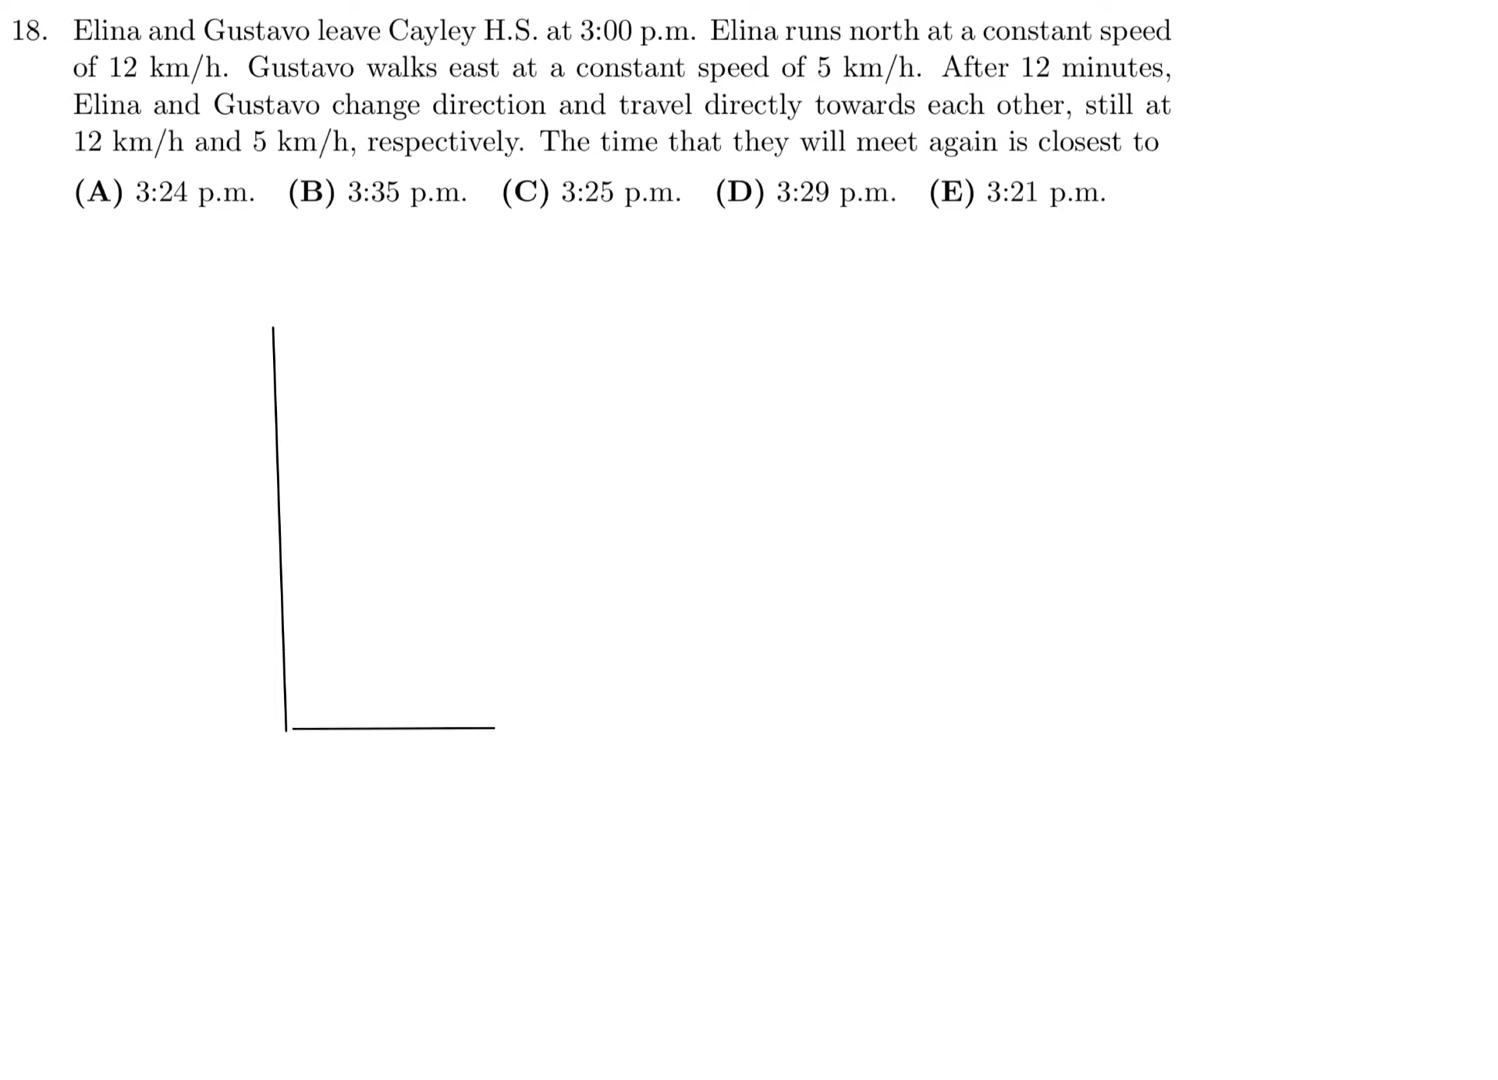 18. Elina and Gustavo leave Cayley H.S. at 3:00 p.m. Elina runs north at a constant speed
of 12 km/h. Gustavo walks east at a constant speed of 5 km/h. After 12 minutes,
Elina and Gustavo change direction and travel directly towards each other, still at
12 km/h and 5 km/h, respectively. The time that they will meet again is closest to
(A) 3:24 p.m. (B) 3:35 p.m. (C) 3:25 p.m. (D) 3:29 p.m. (E) 3:21 p.m.